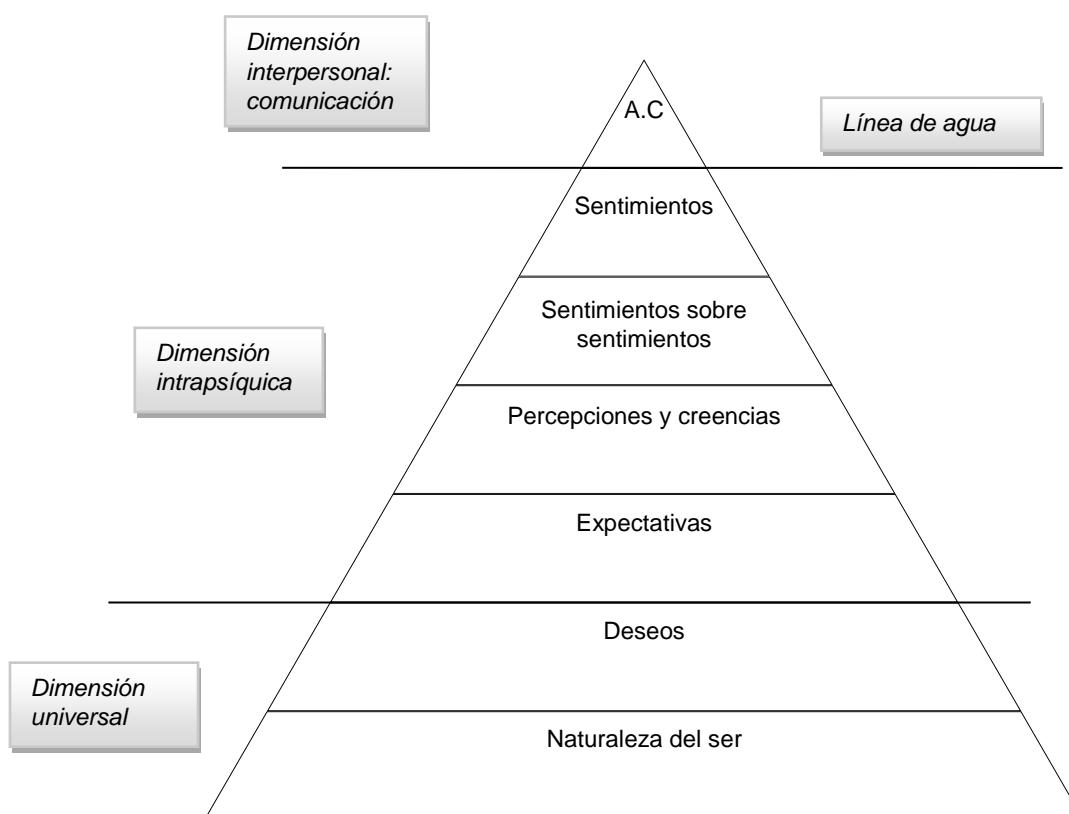 Dimensión
interpersonal:
comunicación
A.C
Línea de agua
Sentimientos
Sentimientos sobre
sentimientos
Dimensión
intrapsíquica
Percepciones y creencias
Expectativas
Deseos
Dimensión
universal
Naturaleza del ser